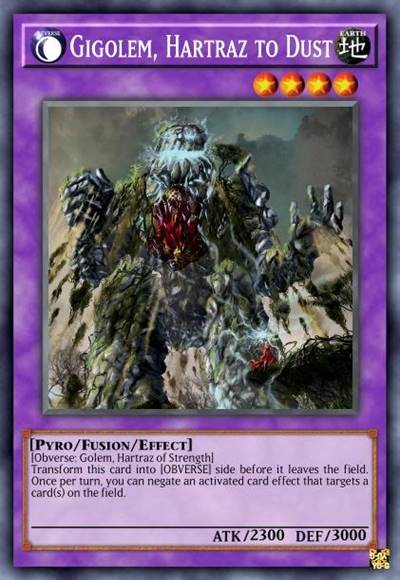 OBVERSE
GIGOLEM, HARTRAZ TO DUST
EARTH
地
[PYRO/FUSION/EFFECT]
[Obverse: Golem, Hartraz of Strength]
Transform this card into [OBVERSE] side before it leaves the field.
Once per turn, you can negate an activated card effect that targets a
card(s) on the field.
ATK/2300 DEF/3000